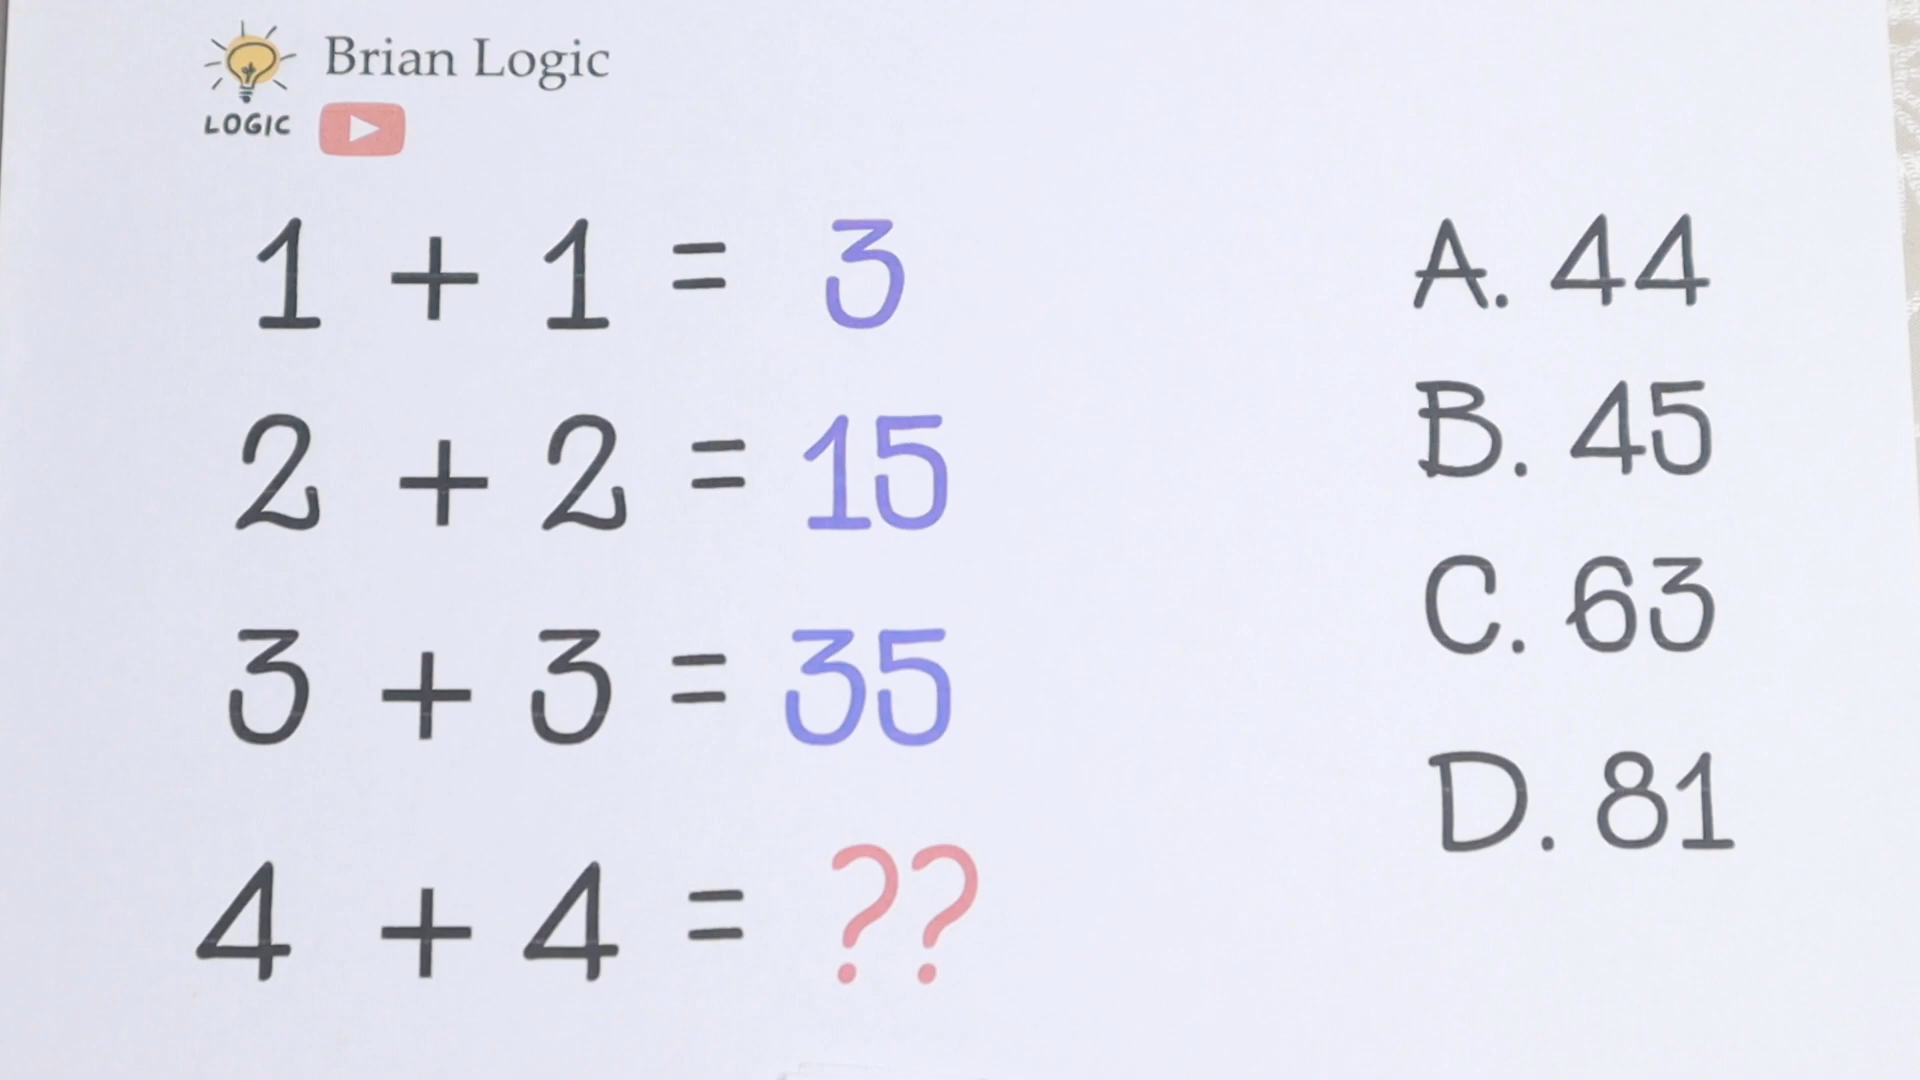 Brian Logic
LOGIC
1 + 1 = 3
2 + 2 = 15
3 + 3 = 35
4 + 4 = ??
A. 44
B. 45
C. 63
D. 81